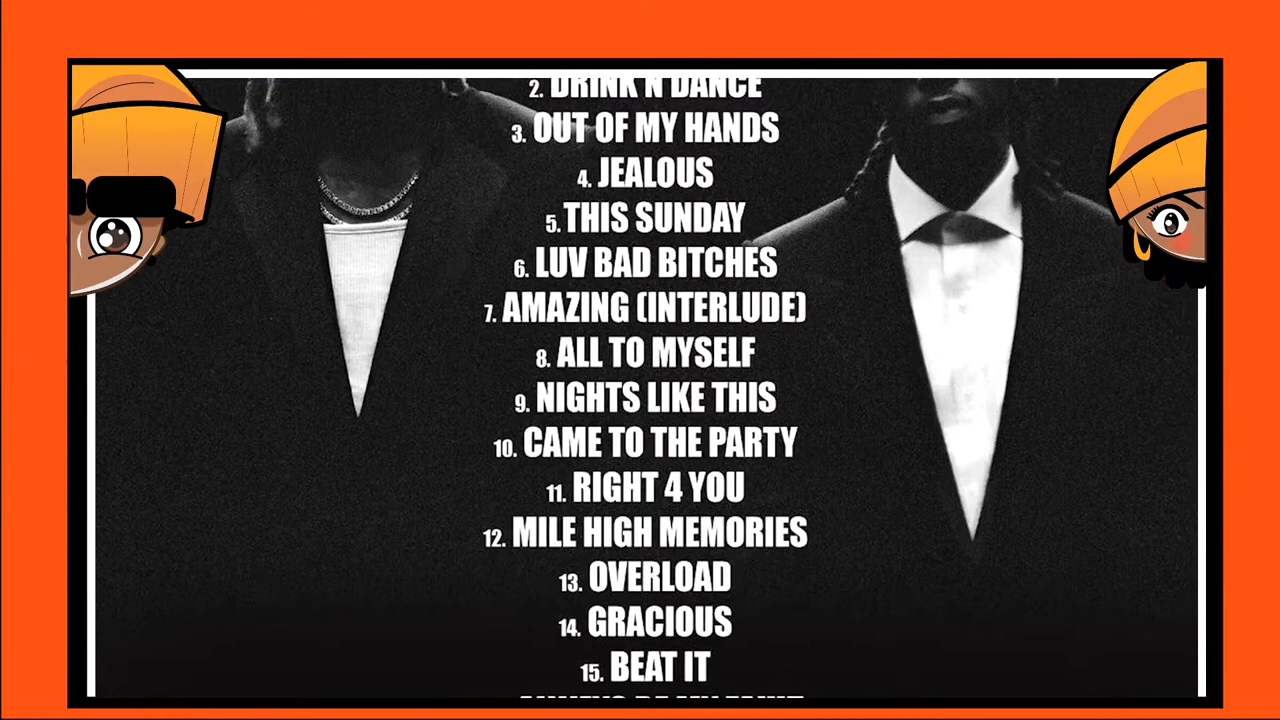 2. DRINK N DANCE
3. OUT OF MY HANDS
4. JEALOUS
5. THIS SUNDAY
6. LUV BAD BITCHES
7. AMAZING (INTERLUDE)
8. ALL TO MYSELF
9. NIGHTS LIKE THIS
10. CAME TO THE PARTY
11. RIGHT 4 YOU
12. MILE HIGH MEMORIES
13. OVERLOAD
14. GRACIOUS
15. BEAT IT